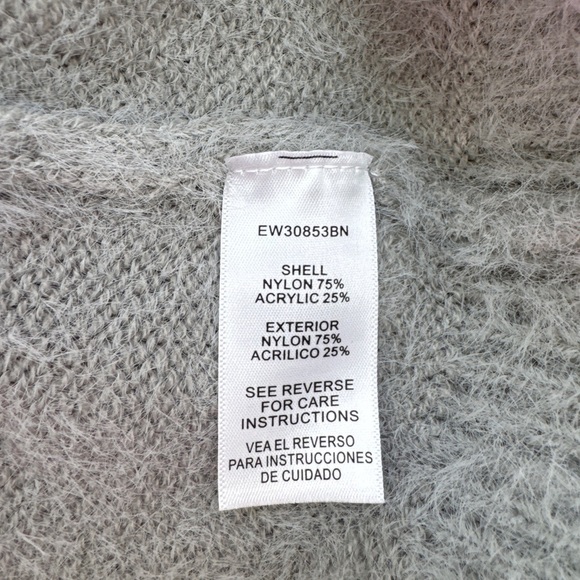 EW30853BN
SHELL
NYLON 75%
ACRYLIC 25%
EXTERIOR
NYLON 75%
ACRILICO 25%
SEE REVERSE
FOR CARE
INSTRUCTIONS
VEA EL REVERSO
PARA INSTRUCCIONES
DE CUIDADO